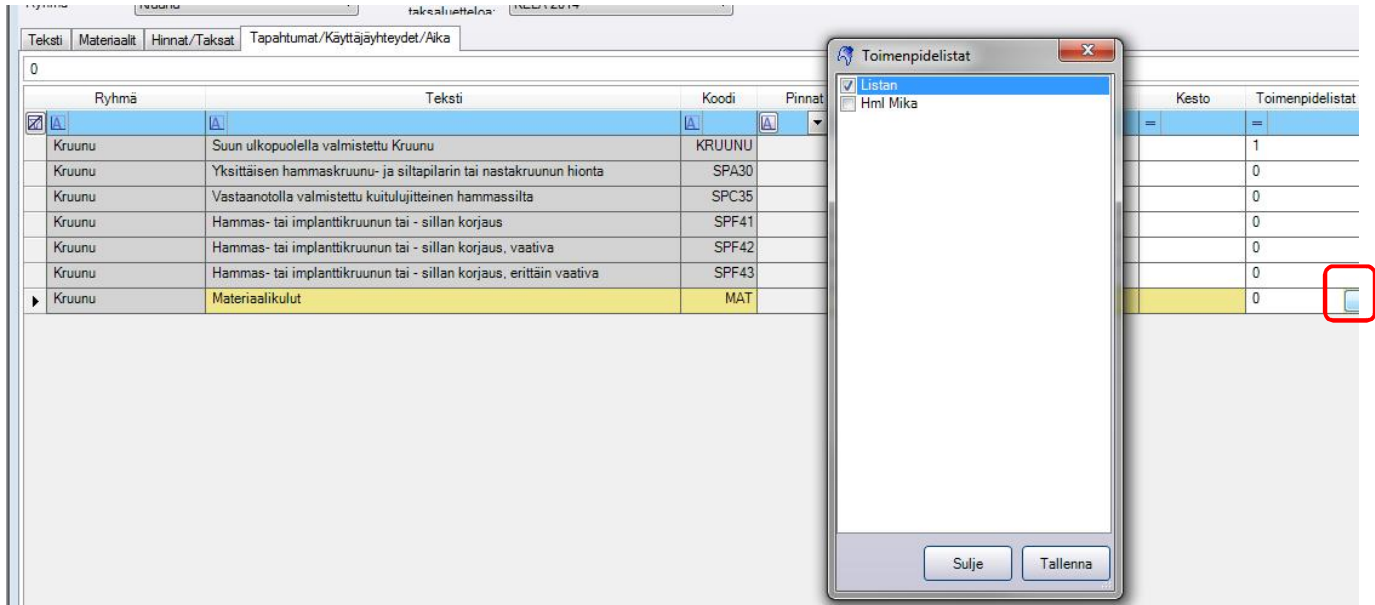 Ryhmä Kruunu taksaluetteloa: KELA 2014
Teksti Materiaalit Hinnat/Taksat Tapahtumat/Käyttäjäyhteydet/Aika
0
Ryhmä Teksti Koodi Pinnat Kesto Toimenpidelistat
A A A A = =
Kruunu Suun ulkopuolella valmistettu Kruunu KRUUNU 1
Kruunu Yksittäisen hammaskruunu- ja siltapilarin tai nastakruunun hionta SPA30 0
Kruunu Vastaanotolla valmistettu kuitulujitteinen hammassilta SPC35 0
Kruunu Hammas- tai implanttikruunun tai - sillan korjaus SPF41 0
Kruunu Hammas- tai implanttikruunun tai - sillan korjaus, vaativa SPF42 0
Kruunu Hammas- tai implanttikruunun tai - sillan korjaus, erittäin vaativa SPF43 0
Kruunu Materiaalikulut MAT 0
Toimenpidelistat
Listan
Hml Mika
Sulje Tallenna